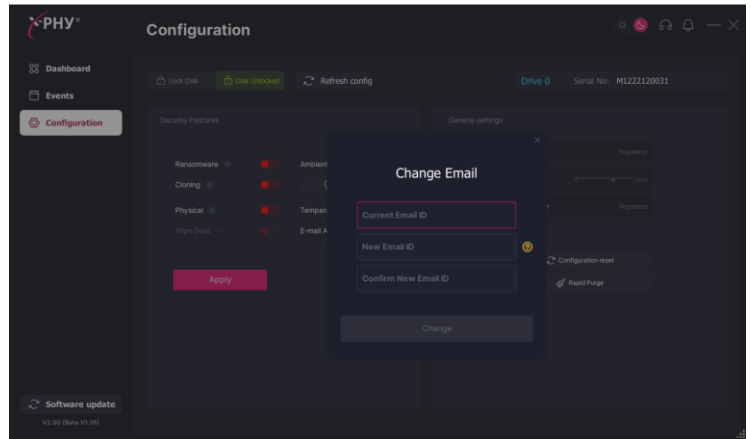 X-PHY®
Configuration
Dashboard
Events
Configuration
Lock Disk
Disk Unlocked
Refresh config
Drive 0
Serial No: M1222120031
Security Features
General settings
Ransomware
Ambient
Cloning
Physical
Temper
Wipe Data
E-mail A
Apply
Registered
Registered
Configuration reset
Rapid Purge
Change Email
Current Email ID
New Email ID
Confirm New Email ID
Change
Software update
V3.00 (Beta V1.10)